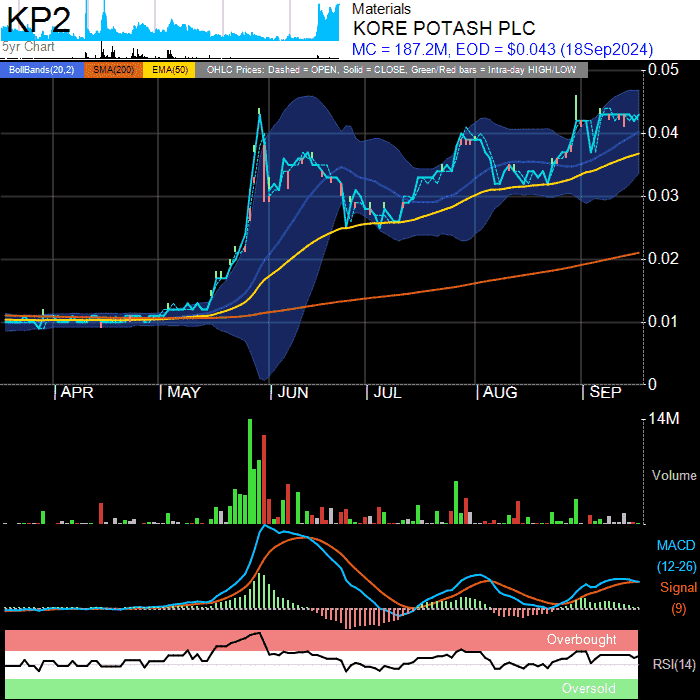 KP2
5yr Chart
Materials
KORE POTASH PLC
MC = 187.2M, EOD = $0.043 (18Sep2024)
BollBands(20,2) SMA(200) EMA(50) OHLC Prices: Dashed = OPEN, Solid = CLOSE, Green/Red bars = Intra-day HIGH/LOW
0.05
0.04
0.03
0.02
0.01
0
APR MAY JUN JUL AUG SEP
14M
Volume
MACD
(12-26)
Signal
(9)
Overbought
RSI(14)
Oversold